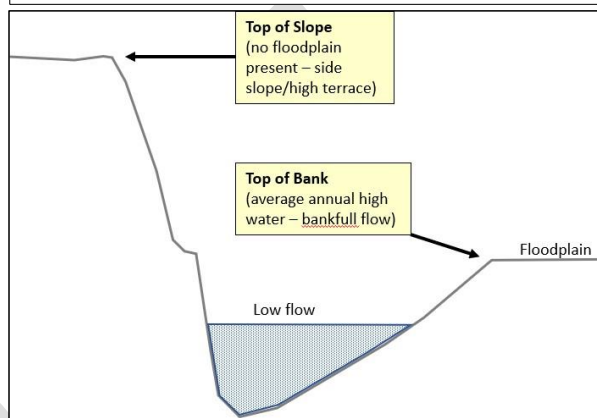 Top of Slope
(no floodplain
present – side
slope/high terrace)
Top of Bank
(average annual high
water – bankfull flow)
Floodplain
Low flow